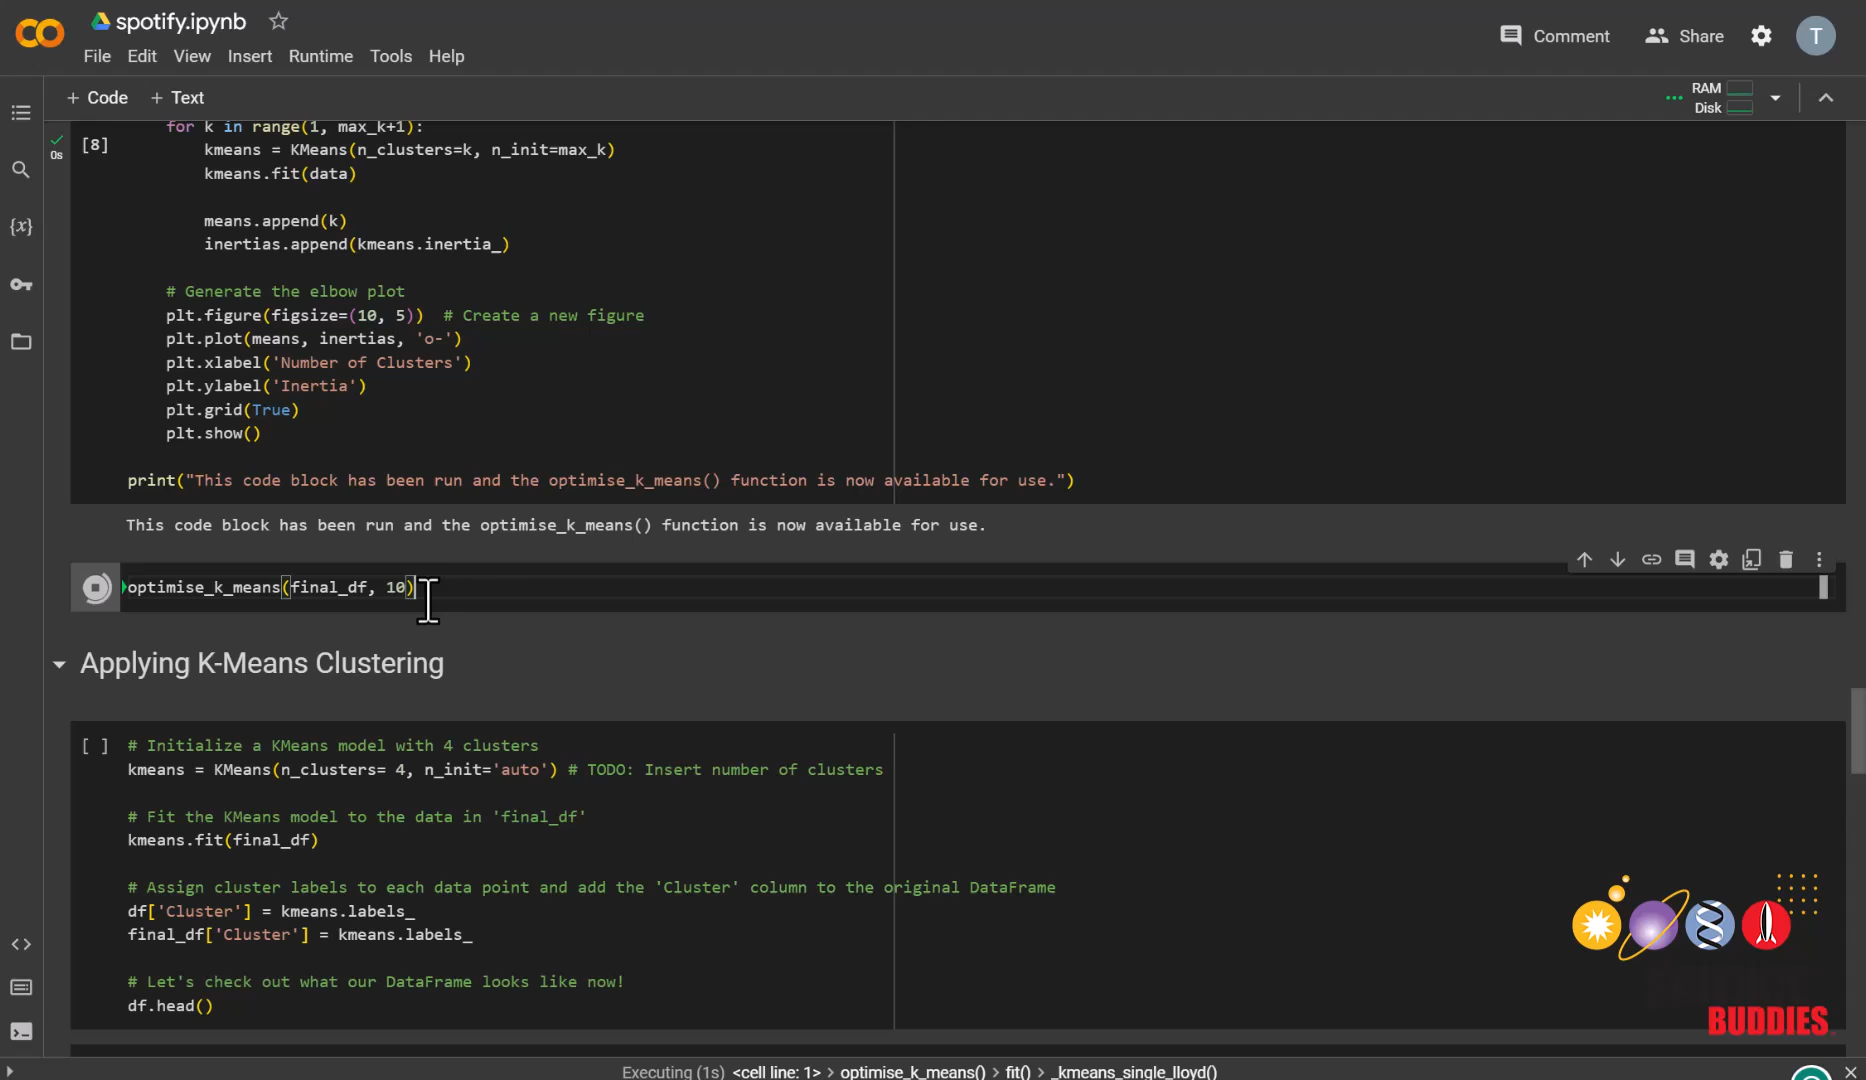 spotify.ipynb
Comment
Share
T
File Edit View Insert Runtime Tools Help
+ Code + Text
RAM
Disk
0s
[8]
for k in range(1, max_k+1):
kmeans = KMeans(n_clusters=k, n_init=max_k)
kmeans.fit(data)
means.append(k)
inertias.append(kmeans.inertia_)
# Generate the elbow plot
plt.figure(figsize=(10, 5))  # Create a new figure
plt.plot(means, inertias, 'o-')
plt.xlabel('Number of Clusters')
plt.ylabel('Inertia')
plt.grid(True)
plt.show()
print("This code block has been run and the optimise_k_means() function is now available for use.")
This code block has been run and the optimise_k_means() function is now available for use.
optimise_k_means(final_df, 10)
Applying K-Means Clustering
[ ]
# Initialize a KMeans model with 4 clusters
kmeans = KMeans(n_clusters= 4, n_init='auto') # TODO: Insert number of clusters
# Fit the KMeans model to the data in 'final_df'
kmeans.fit(final_df)
# Assign cluster labels to each data point and add the 'Cluster' column to the original DataFrame
df['Cluster'] = kmeans.labels_
final_df['Cluster'] = kmeans.labels_
# Let's check out what our DataFrame looks like now!
df.head()
BUDDIES
Executing (1s) <cell line: 1> > optimise_k_means() > fit() > _kmeans_single_lloyd()